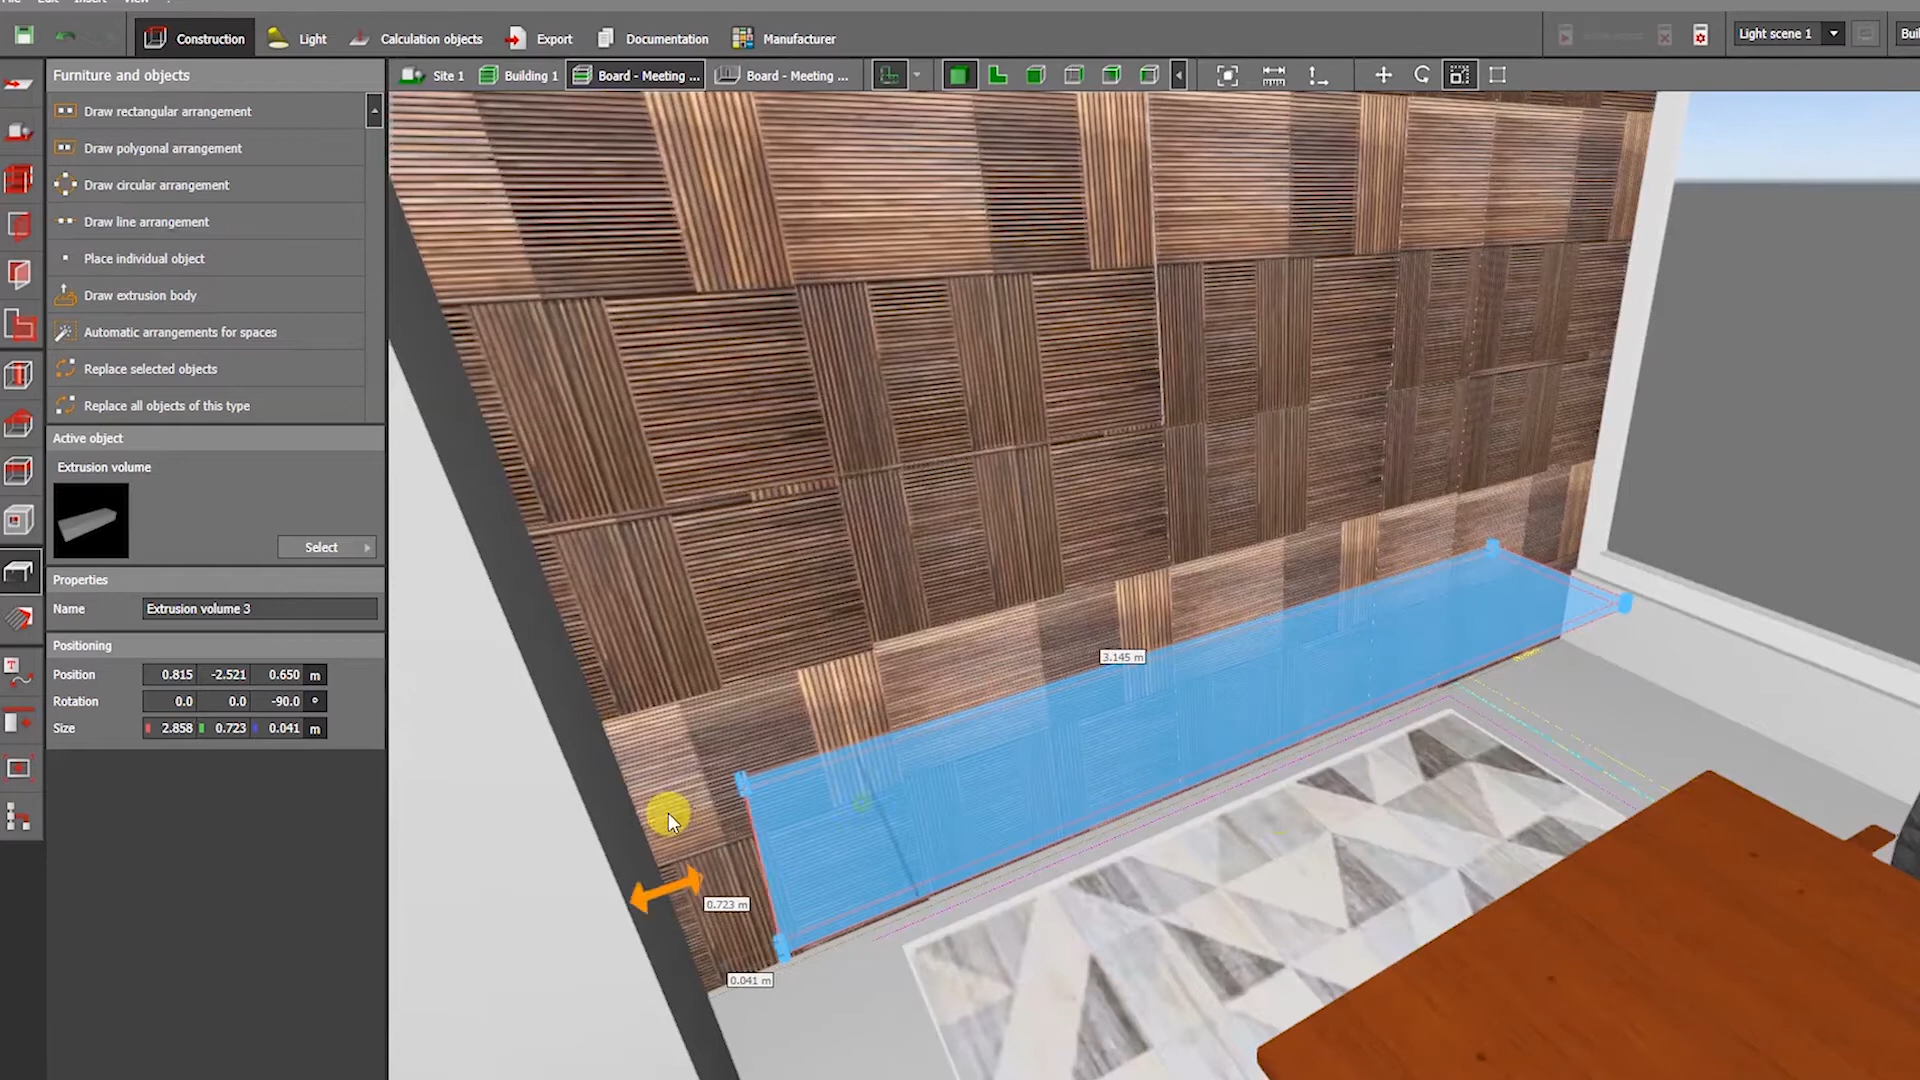 File Edit Insert View
Construction Light Calculation objects Export Documentation Manufacturer
Light scene 1
Furniture and objects
Site 1 Building 1 Board - Meeting ... Board - Meeting ...
Draw rectangular arrangement
Draw polygonal arrangement
Draw circular arrangement
Draw line arrangement
Place individual object
Draw extrusion body
Automatic arrangements for spaces
Replace selected objects
Replace all objects of this type
Active object
Extrusion volume
Select
Properties
Name Extrusion volume 3
Positioning
Position 0.815 -2.521 0.650 m
Rotation 0.0 0.0 -90.0 °
Size 2.858 0.723 0.041 m
3.145 m
0.723 m
0.041 m